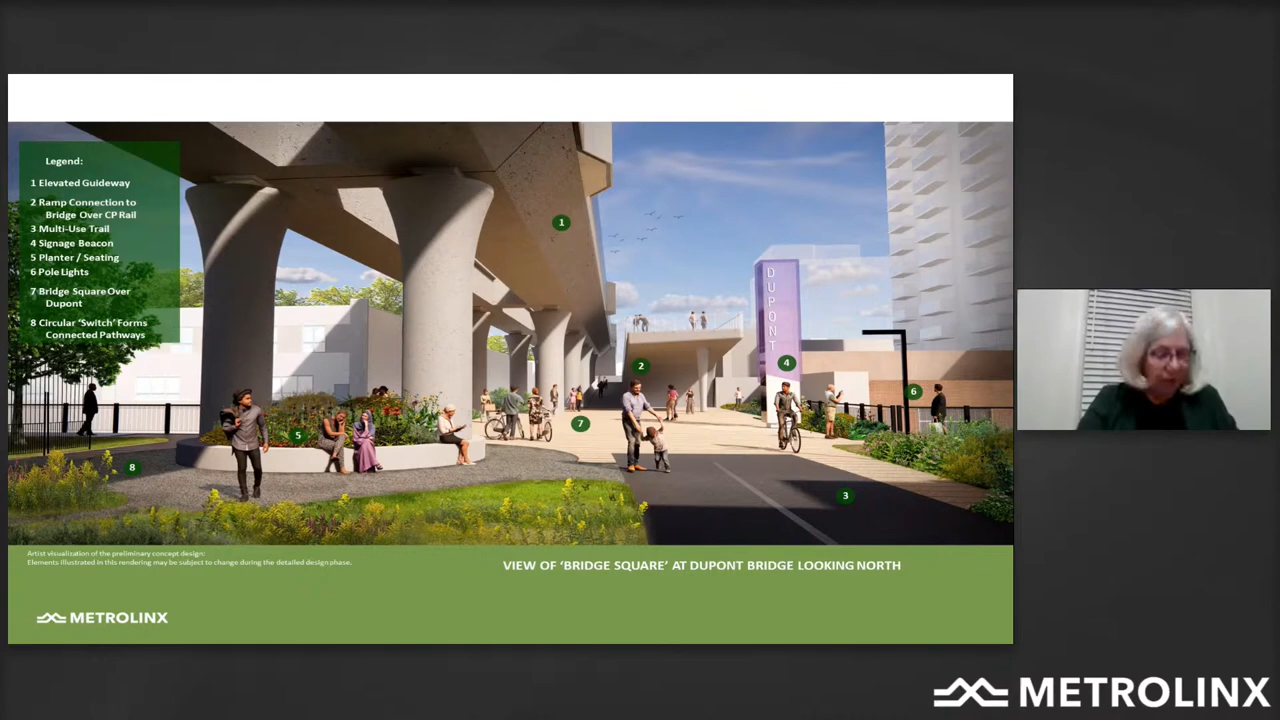 Legend:
1 Elevated Guideway
2 Ramp Connection to
Bridge Over CP Rail
3 Multi-Use Trail
4 Signage Beacon
5 Planter / Seating
6 Pole Lights
7 Bridge Square Over
Dupont
8 Circular ‘Switch’ Forms
Connected Pathways
1
DUPONT
2
4
6
7
5
8
3
Artist visualization of the preliminary concept design:
Elements illustrated in this rendering may be subject to change during the detailed design phase.
VIEW OF ‘BRIDGE SQUARE’ AT DUPONT BRIDGE LOOKING NORTH
METROLINX
METROLINX